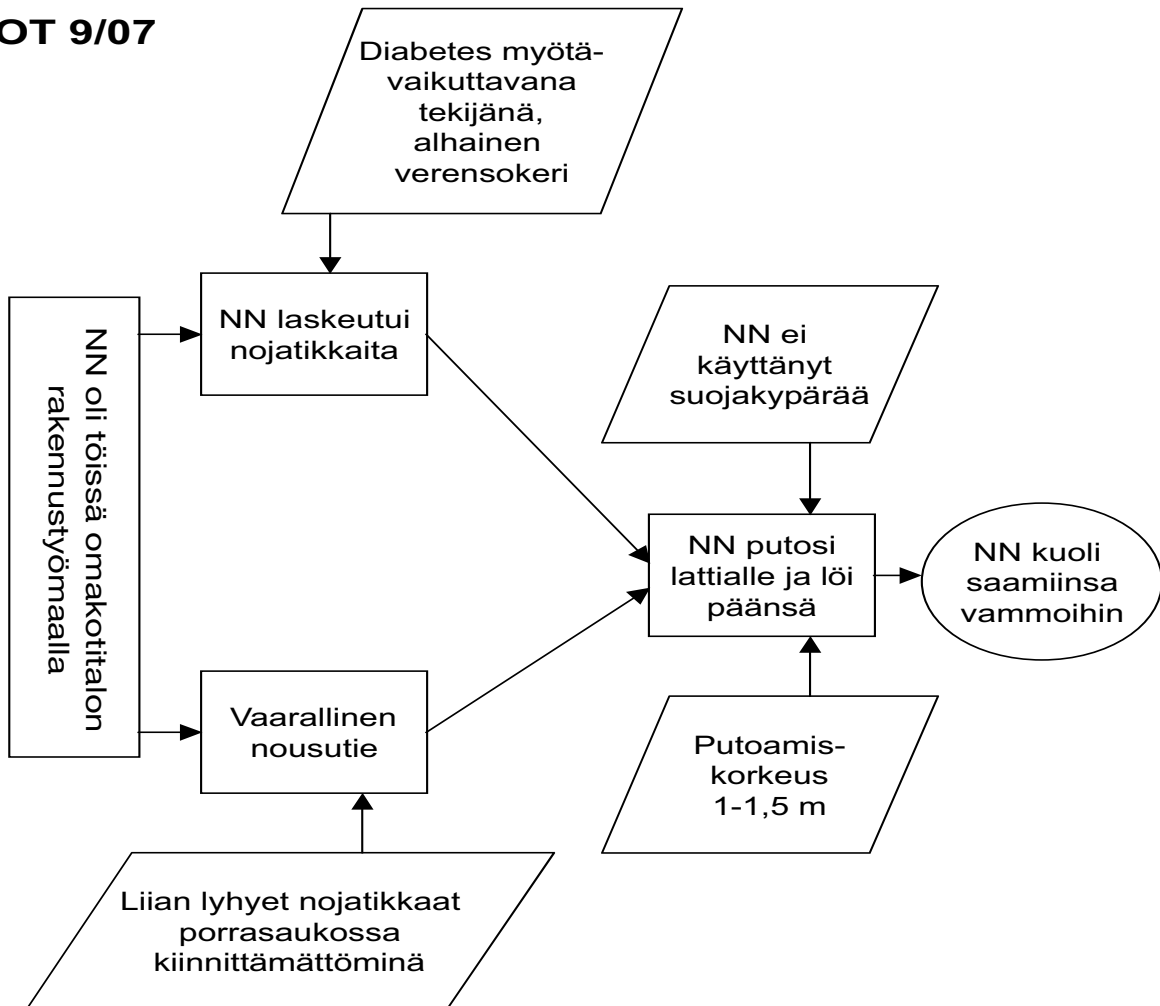 OT 9/07
Diabetes myötä-
vaikuttavana
tekijänä,
alhainen
verensokeri
NN oli töissä omakotitalon
rakennustyömaalla
NN laskeutui
nojatikkaita
NN ei
käyttänyt
suojakypärää
NN putosi
lattialle ja löi
päänsä
NN kuoli
saamiinsa
vammoihin
Vaarallinen
nousutie
Putoamis-
korkeus
1-1,5 m
Liian lyhyet nojatikkaat
porrasaukossa
kiinnittämättöminä